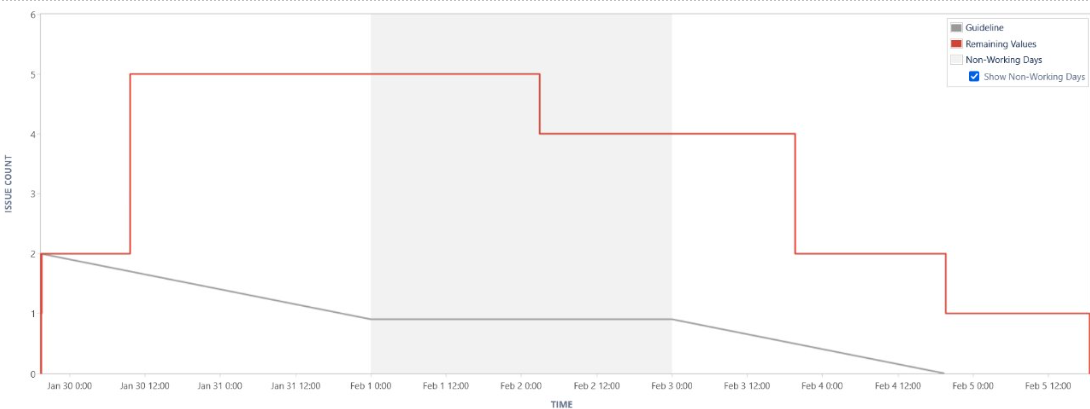 6
5
4
3
2
1
0
ISSUE COUNT
Guideline
Remaining Values
Non-Working Days
Show Non-Working Days
Jan 30 0:00 Jan 30 12:00 Jan 31 0:00 Jan 31 12:00 Feb 1 0:00 Feb 1 12:00 Feb 2 0:00 Feb 2 12:00 Feb 3 0:00 Feb 3 12:00 Feb 4 0:00 Feb 4 12:00 Feb 5 0:00 Feb 5 12:00
TIME